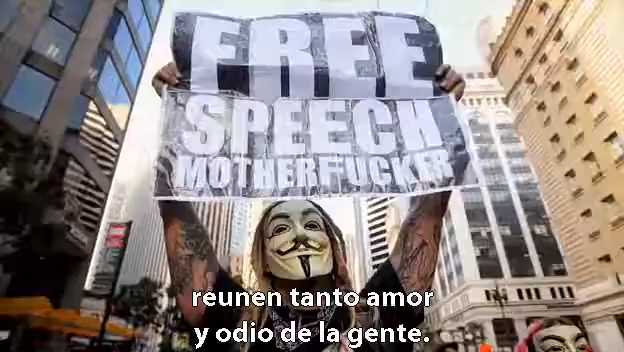 FREE
SPEECH
MOTHERFUCKER
reunen tanto amor
y odio de la gente.